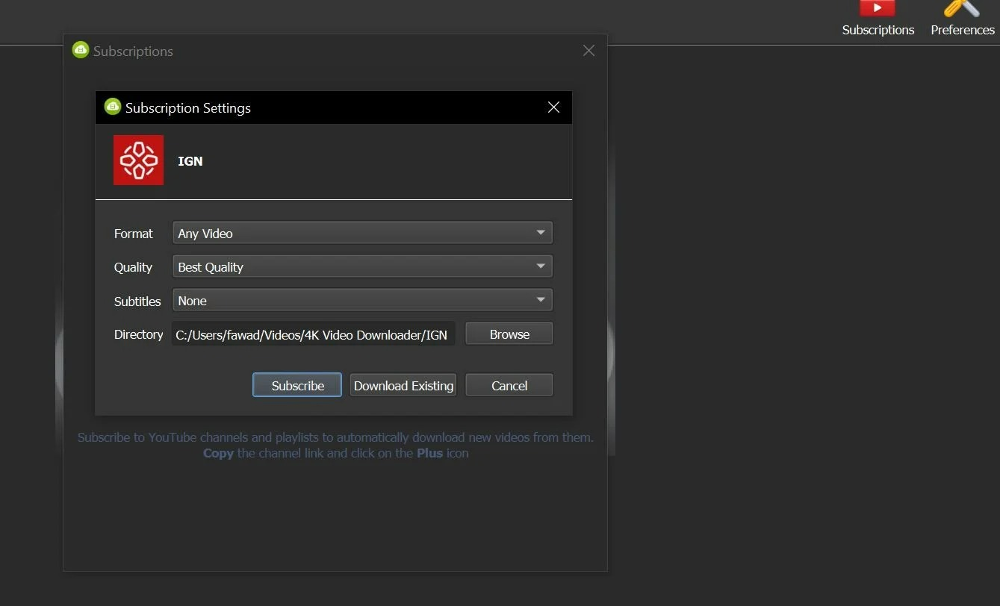 Subscriptions Preferences
Subscriptions
Subscription Settings
IGN
Format Any Video
Quality Best Quality
Subtitles None
Directory C:/Users/fawad/Videos/4K Video Downloader/IGN Browse
Subscribe Download Existing Cancel
Subscribe to YouTube channels and playlists to automatically download new videos from them.
Copy the channel link and click on the Plus icon